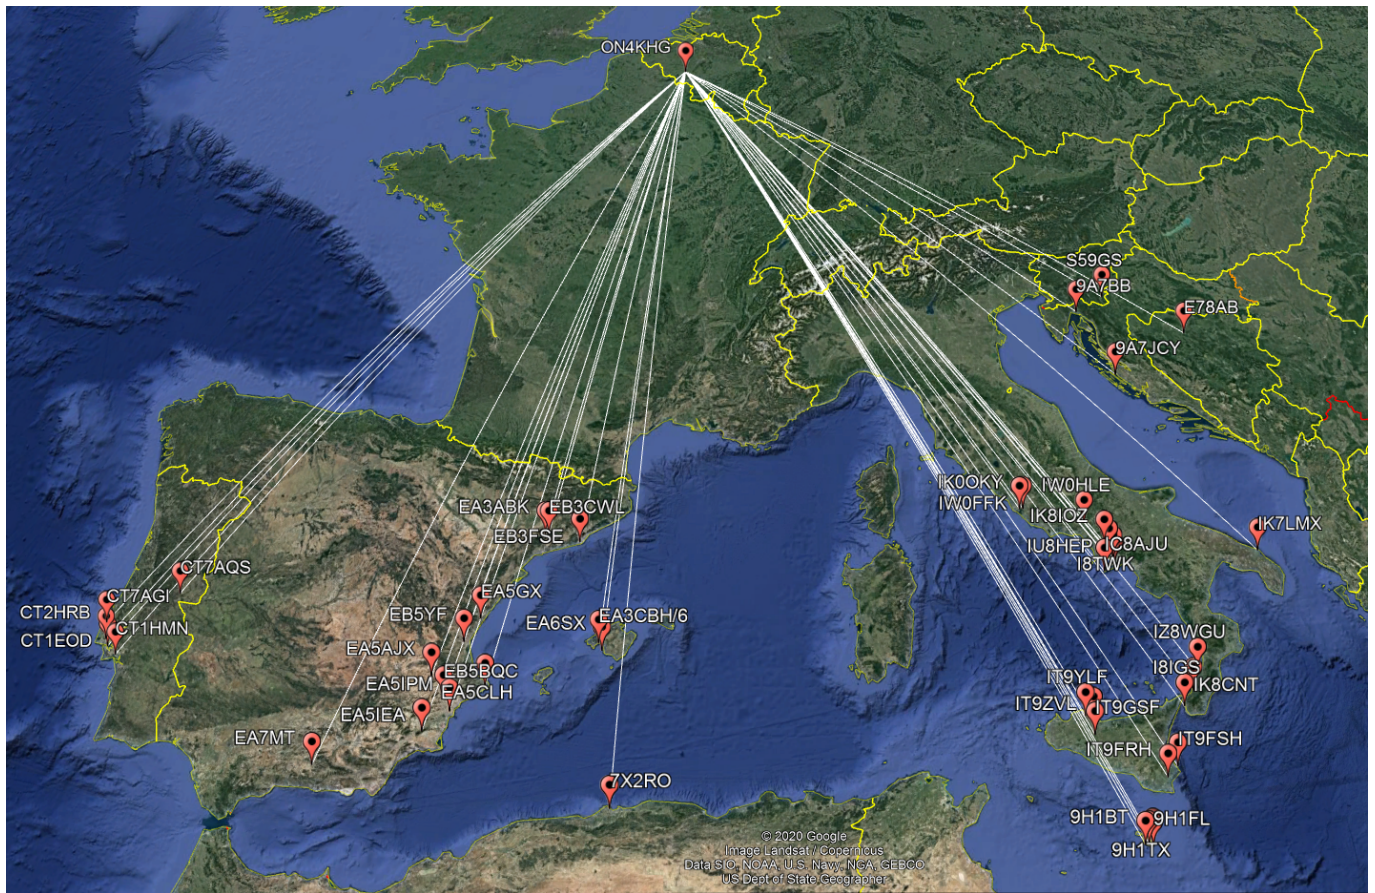 ON4KHG
S59GS
9A7BB
E78AB
9A7JCY
IK0OKY
IW0HLE
IW0FFK
EA3ABK
EB3CWL
IK8IOZ
IK7LMX
EB3FSE
IU8HEP
IC8AJU
I8TWK
CT7AQS
CT7AGI
EA5GX
CT2HRB
EB5YF
EA6SX
EA3CBH/6
CT1HMN
IZ8WGU
CT1EOD
EA5AJX
EB5BQC
I8IGS
IT9YLF
EA5IPM
IK8CNT
EA5CLH
IT9ZVL
IT9GSF
EA5IEA
EA7MT
IT9FSH
IT9FRH
7X2RO
9H1BT
9H1FL
© 2020 Google
9H1TX
Image Landsat / Copernicus
Data SIO, NOAA, U.S. Navy, NGA, GEBCO
US Dept of State Geographer